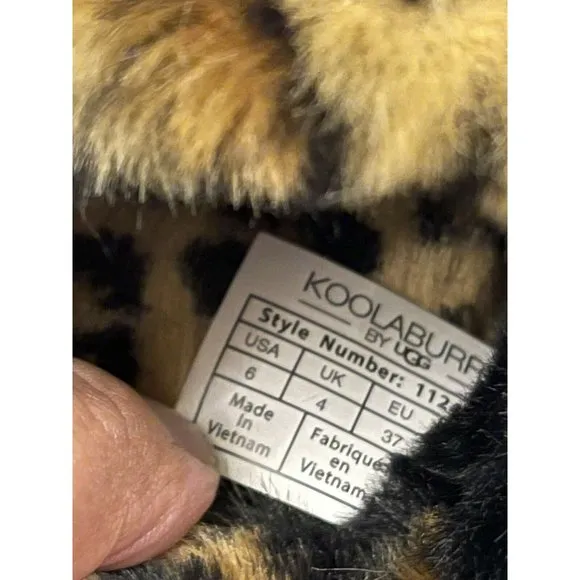 KOOLABURR
BY UGG
Style Number: 112
USA UK EU
6 4 37
Made Fabriqué
in en
Vietnam Vietnam